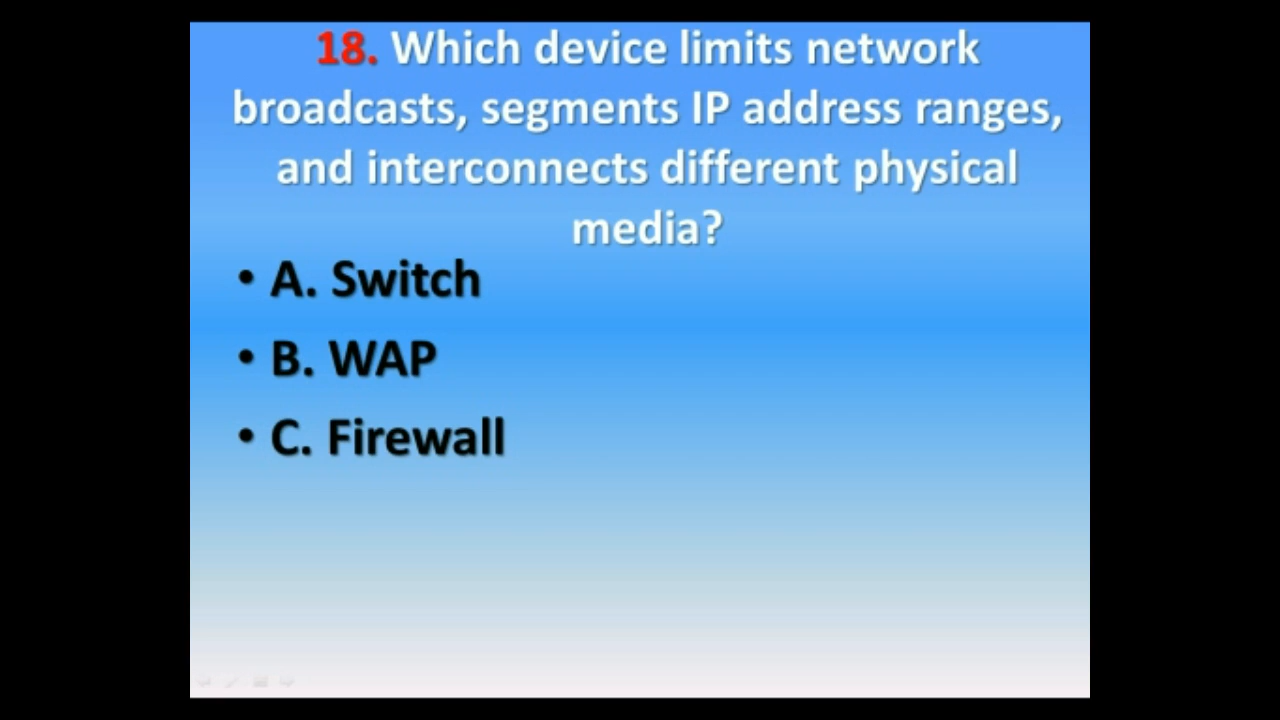 18. Which device limits network
broadcasts, segments IP address ranges,
and interconnects different physical
media?
• A. Switch
• B. WAP
• C. Firewall